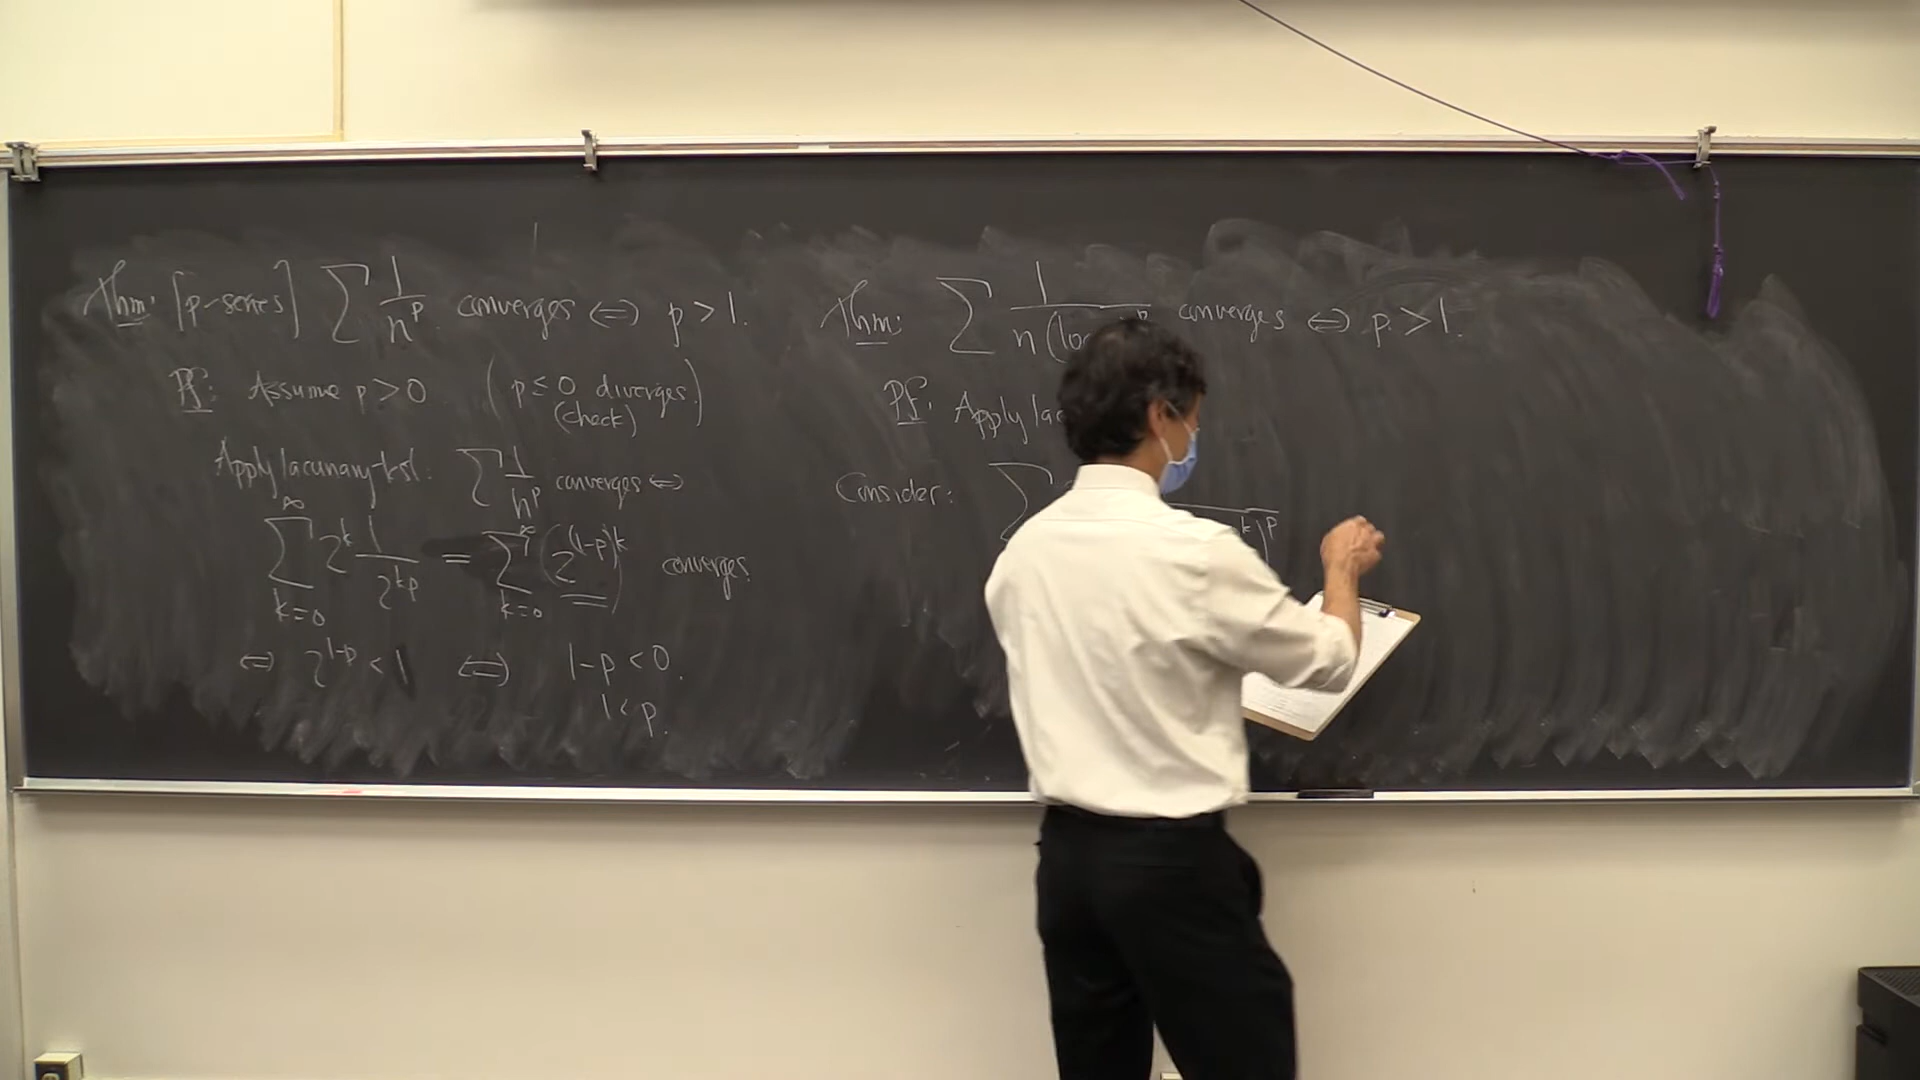 Thm: [p-series] ∑ 1/n^p converges ⇔ p > 1.
Pf: Assume p > 0 (p ≤ 0 diverges. (check))
Apply lacunary test: ∑ 1/n^p converges ⇔
∑_{k=0}^∞ 2^k 1/2^{kp} = ∑_{k=0}^∞ (2^{(1-p)})^k converges
⇔ 2^{1-p} < 1 ⇔ 1-p < 0.
1 < p.
Thm: ∑ 1/n(lo p converges ⇔ p > 1.
Pf: Apply lac
Consider: ∑ k)^p